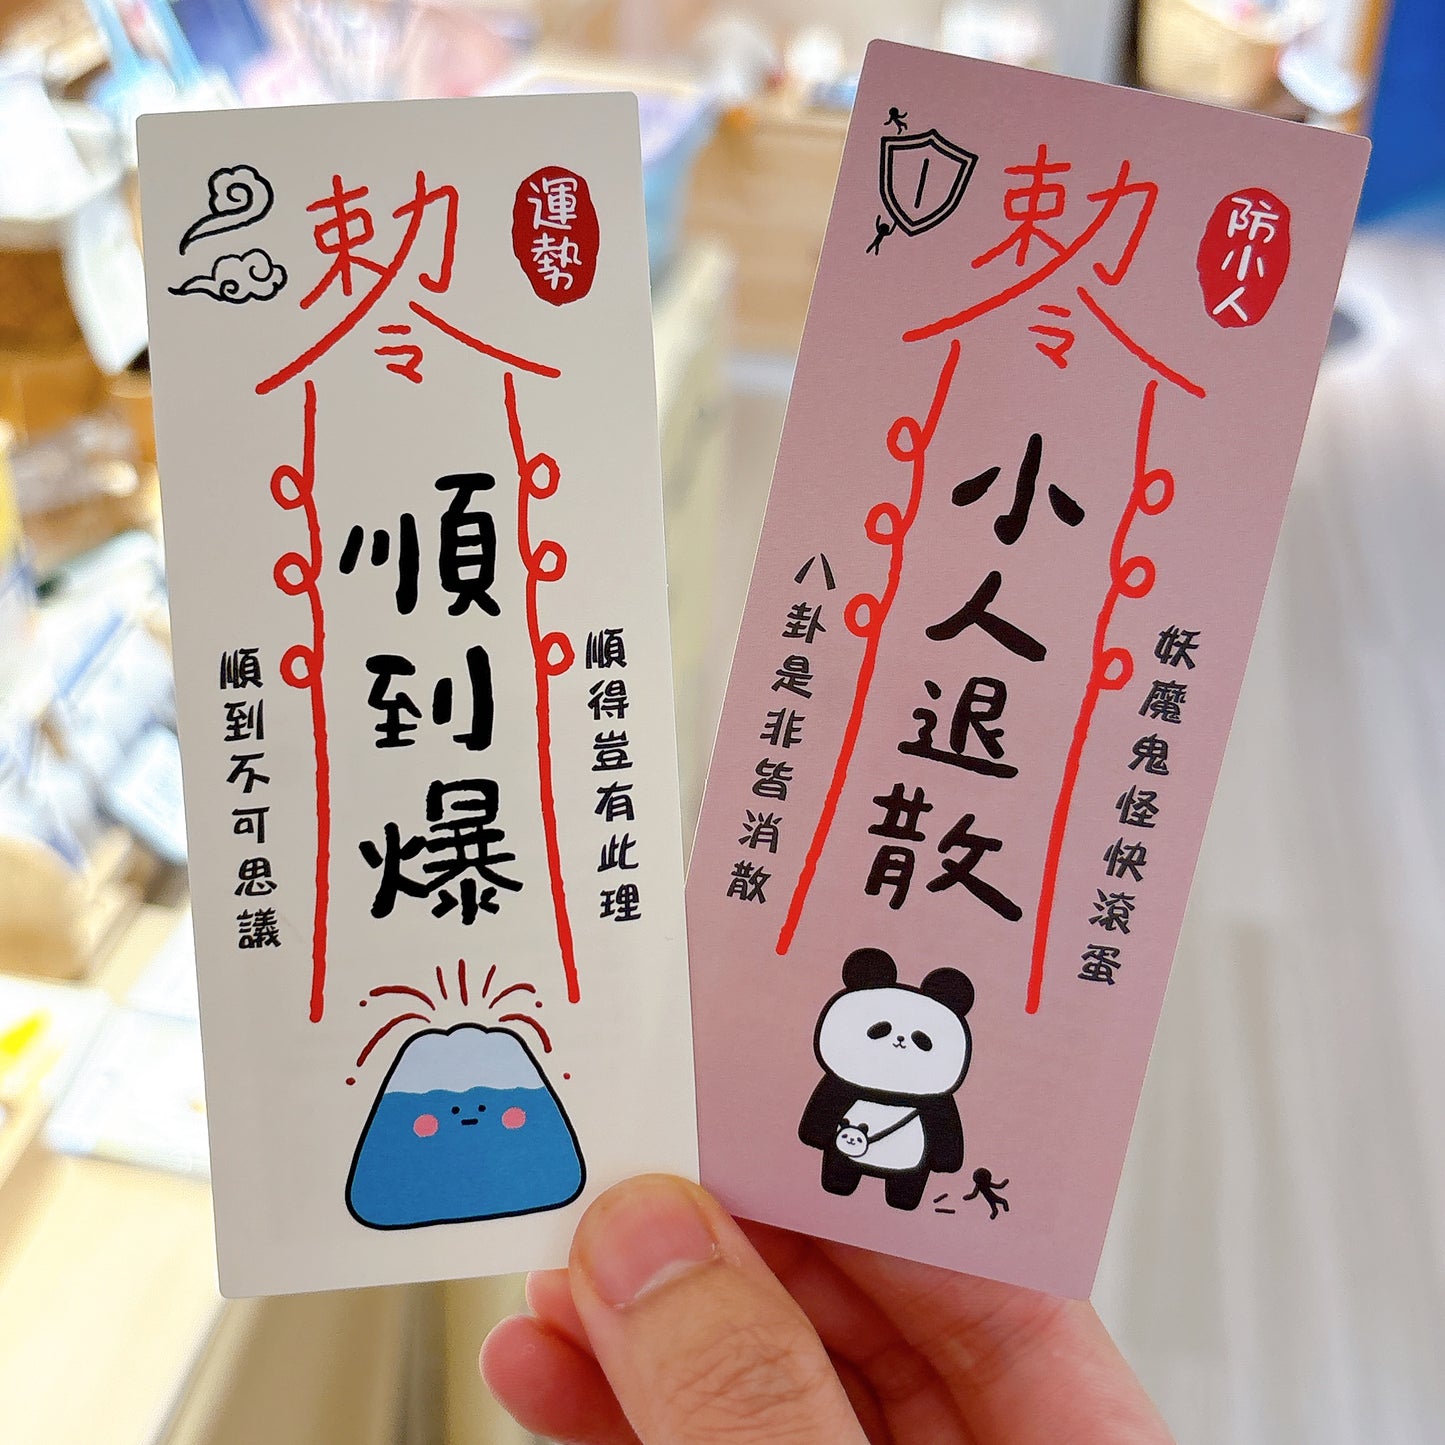 運勢
勅令
順到爆
順得豈有此理
順到不可思議
防小人
勅令
小人退散
妖魔鬼怪快滾蛋
八卦是非皆消散